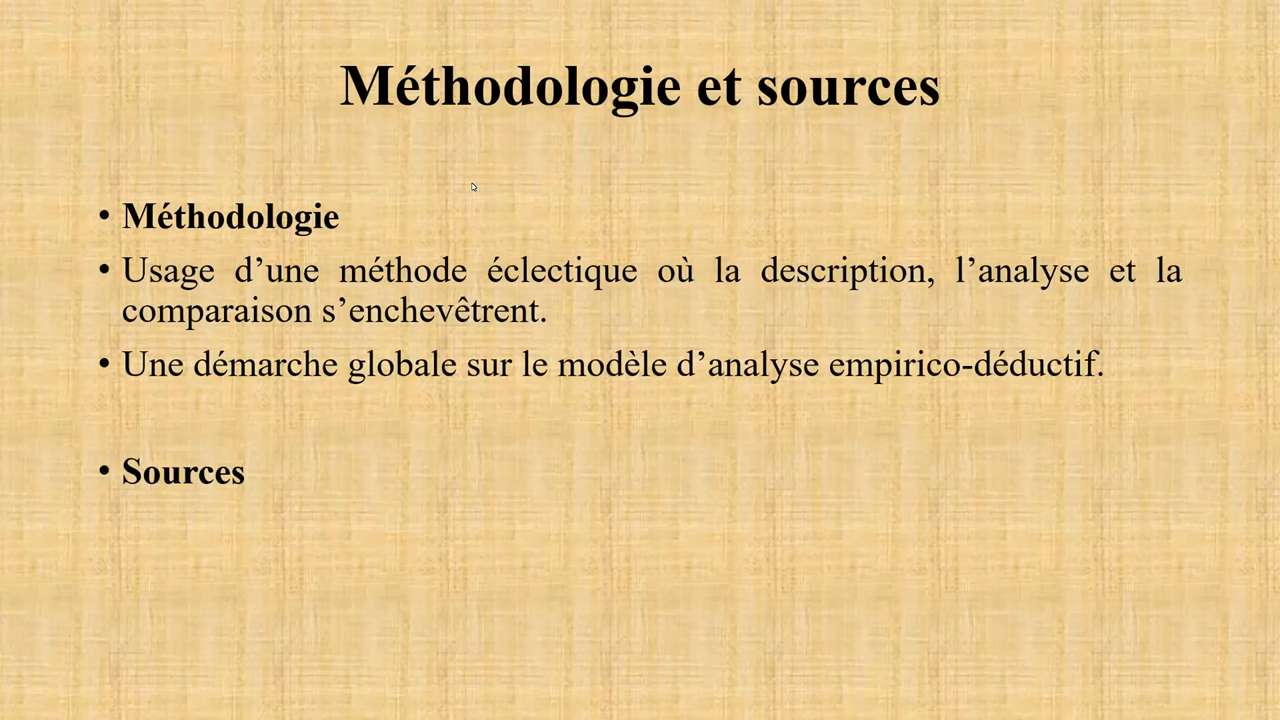 Méthodologie et sources
• Méthodologie
• Usage d’une méthode éclectique où la description, l’analyse et la
comparaison s’enchevêtrent.
• Une démarche globale sur le modèle d’analyse empirico-déductif.
• Sources